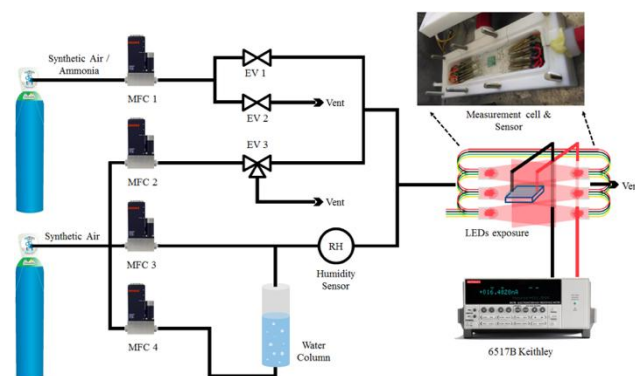 Synthetic Air /
Ammonia
MFC 1
EV 1
EV 2
Vent
MFC 2
EV 3
Vent
Synthetic Air
MFC 3
RH
Humidity
Sensor
MFC 4
Water
Column
Measurement cell &
Sensor
Vent
LEDs exposure
6517B Keithley